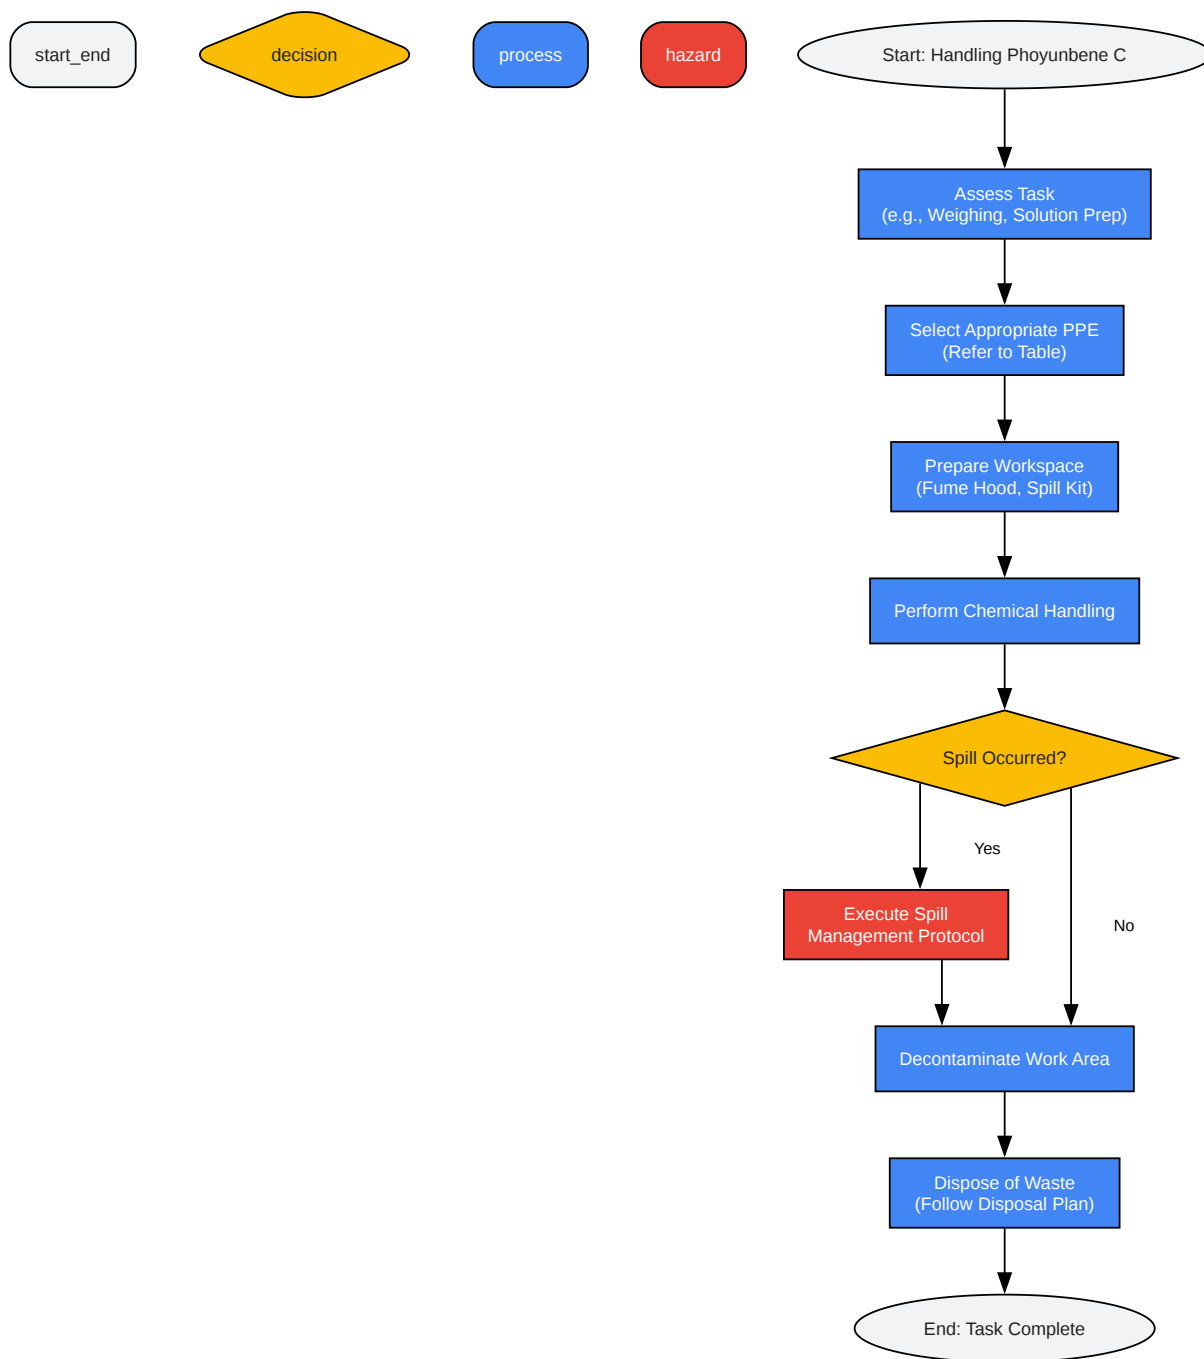 start_end
decision
process
hazard
Start: Handling Phoyunbene C
Assess Task
(e.g., Weighing, Solution Prep)
Select Appropriate PPE
(Refer to Table)
Prepare Workspace
(Fume Hood, Spill Kit)
Perform Chemical Handling
Spill Occurred?
Yes
Execute Spill
Management Protocol
No
Decontaminate Work Area
Dispose of Waste
(Follow Disposal Plan)
End: Task Complete